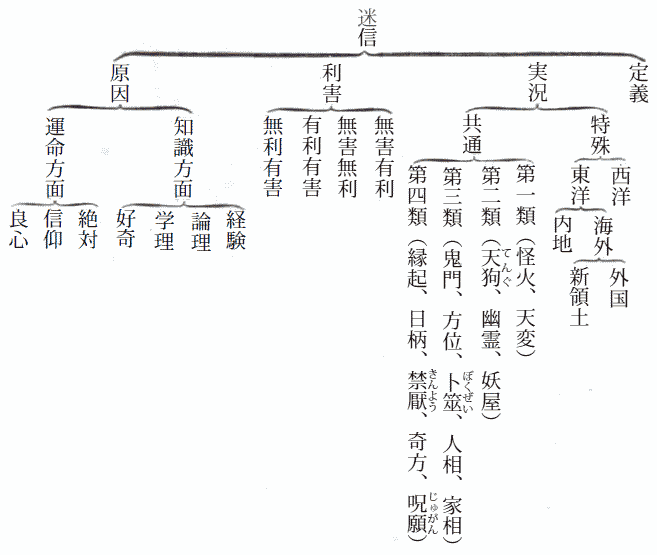 迷信
定義
実況
特殊
西洋
東洋
海外
外国
新領土
内地
共通
第一類（怪火、天変）
第二類（天狗、幽霊、妖屋）
てんぐ
第三類（鬼門、方位、卜筮、人相、家相）
ぼくぜい
第四類（縁起、日柄、禁厭、奇方、呪願）
きんよう
じゅがん
利害
無害有利
無害無利
有利有害
無利有害
原因
知識方面
経験
論理
学理
好奇
運命方面
絶対
信仰
良心